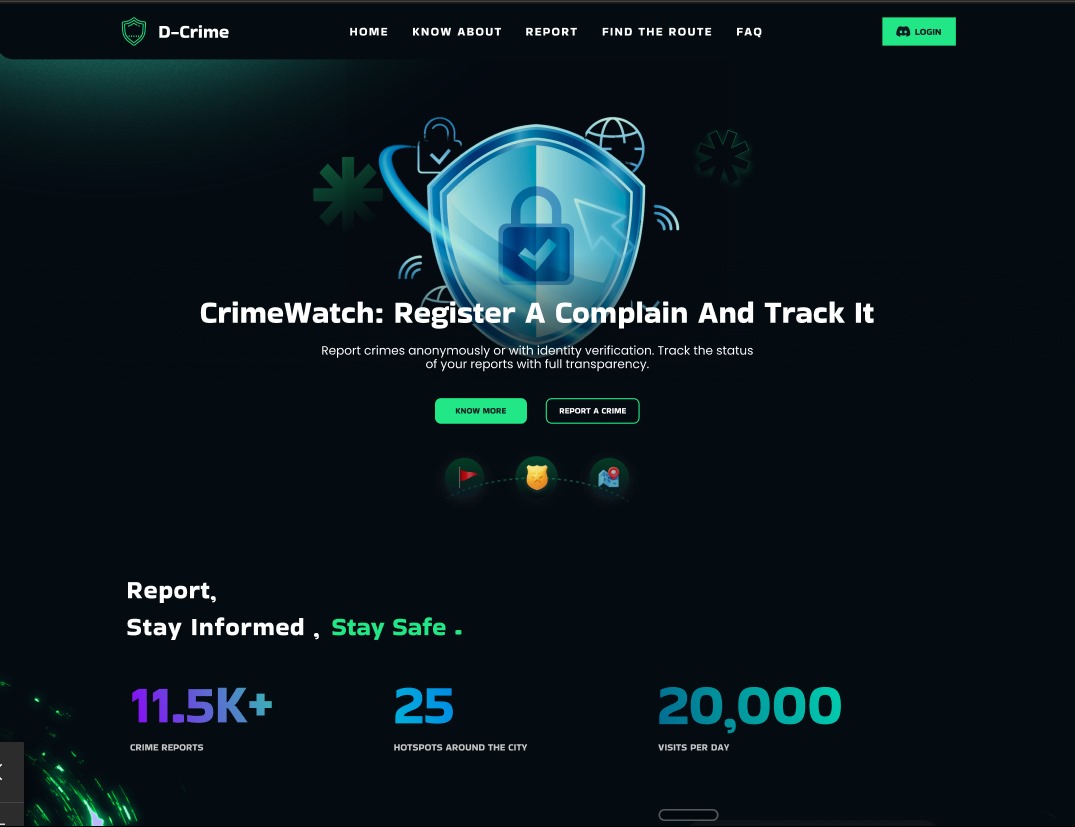 D-Crime
HOME
KNOW ABOUT
REPORT
FIND THE ROUTE
FAQ
LOGIN
CrimeWatch: Register A Complain And Track It
Report crimes anonymously or with identity verification. Track the status
of your reports with full transparency.
KNOW MORE
REPORT A CRIME
Report,
Stay Informed , Stay Safe .
11.5K+
25
20,000
CRIME REPORTS
HOTSPOTS AROUND THE CITY
VISITS PER DAY